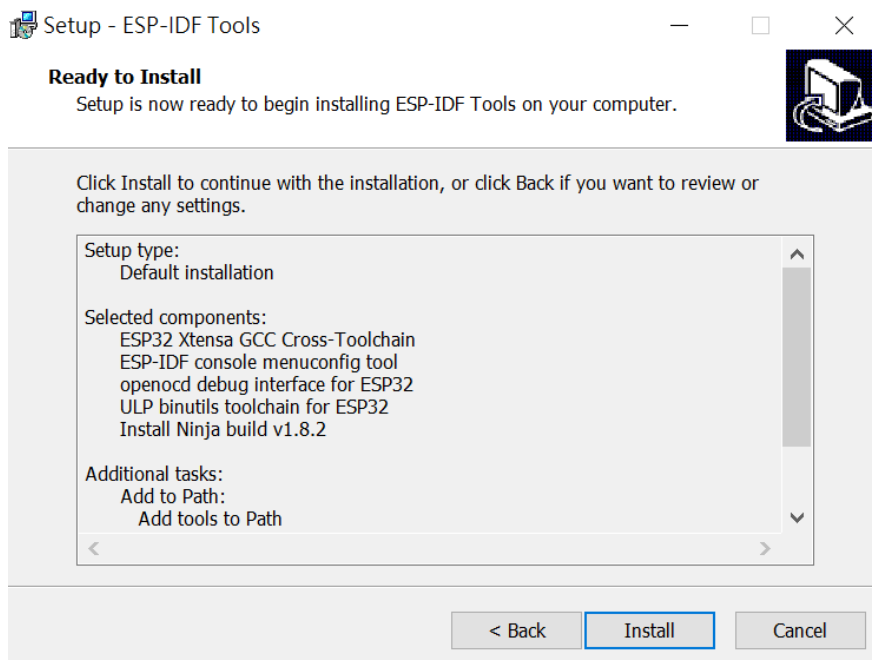 Setup - ESP-IDF Tools
Ready to Install
Setup is now ready to begin installing ESP-IDF Tools on your computer.
Click Install to continue with the installation, or click Back if you want to review or
change any settings.
Setup type:
Default installation
Selected components:
ESP32 Xtensa GCC Cross-Toolchain
ESP-IDF console menuconfig tool
openocd debug interface for ESP32
ULP binutils toolchain for ESP32
Install Ninja build v1.8.2
Additional tasks:
Add to Path:
Add tools to Path
< Back
Install
Cancel